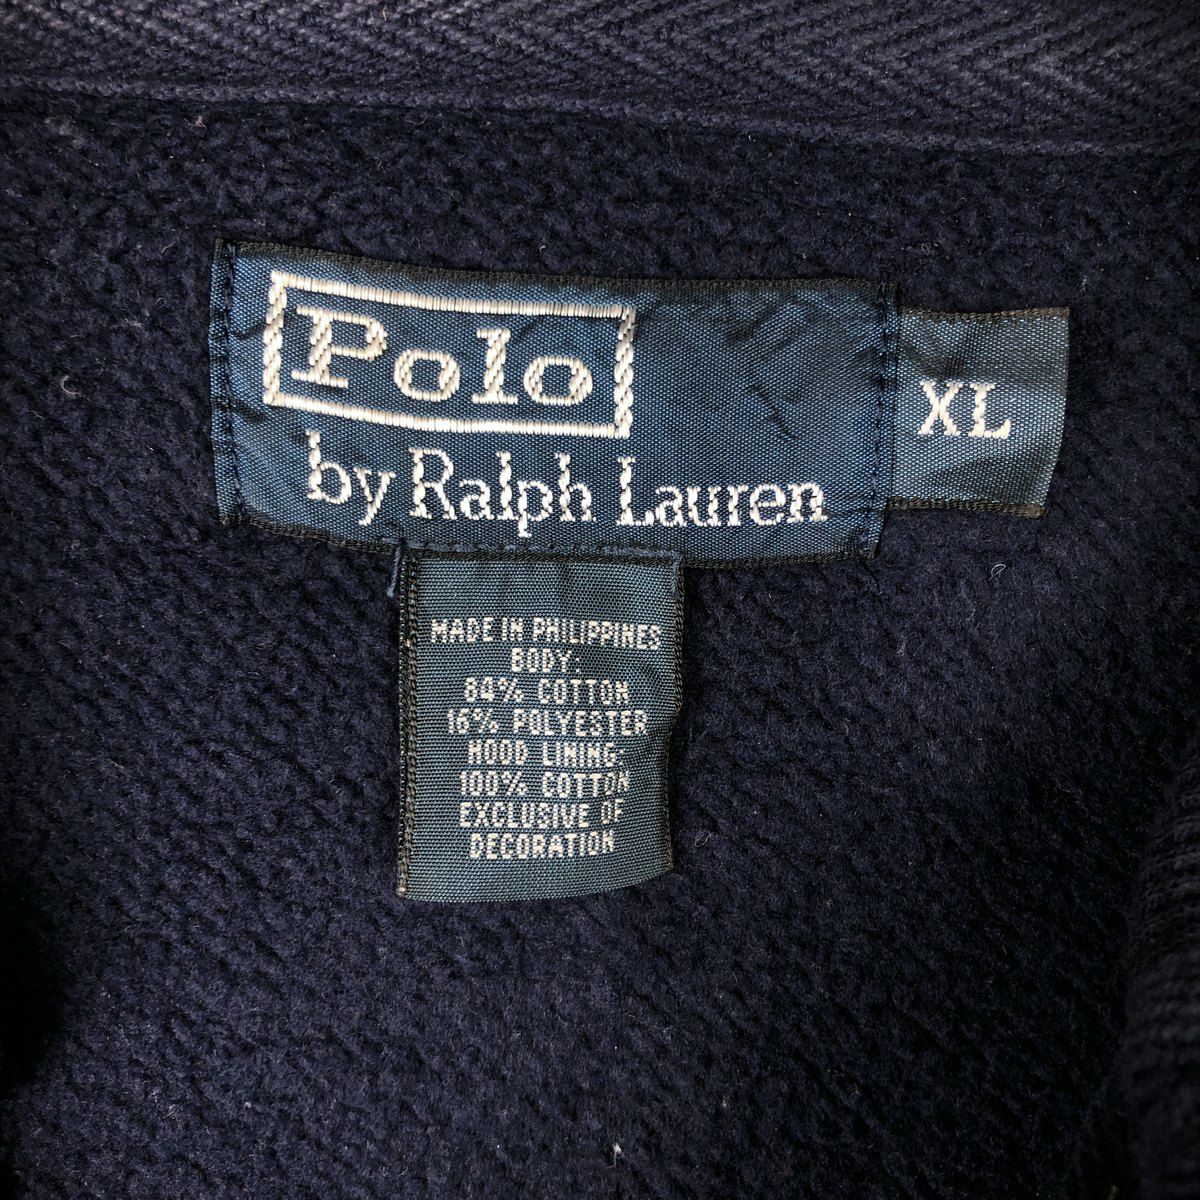 Polo
by Ralph Lauren
XL
MADE IN PHILIPPINES
BODY:
84% COTTON
16% POLYESTER
HOOD LINING
100% COTTON
EXCLUSIVE OF
DECORATION